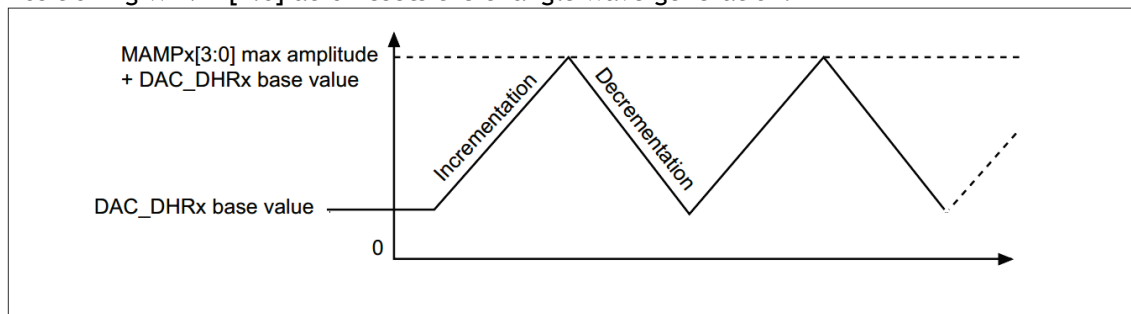 MAMPx[3:0] max amplitude
+ DAC_DHRx base value
Incrementation
Decrementation
DAC_DHRx base value
0